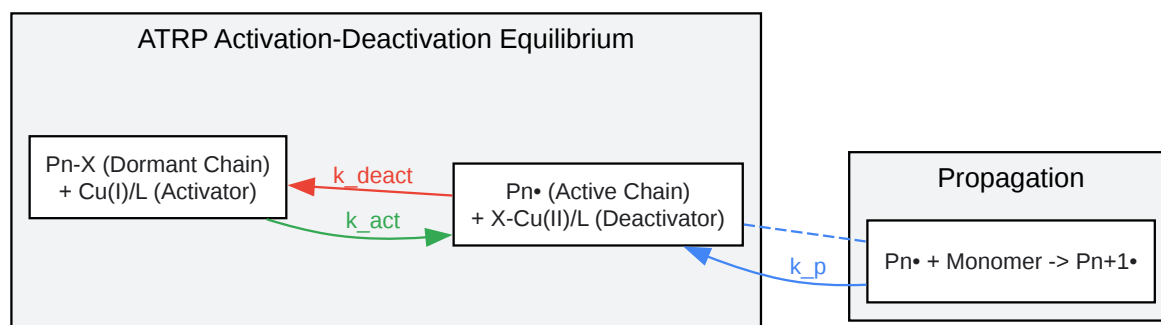 ATRP Activation-Deactivation Equilibrium
Pn-X (Dormant Chain)
+ Cu(I)/L (Activator)
k_deact
k_act
Pn• (Active Chain)
+ X-Cu(II)/L (Deactivator)
k_p
Propagation
Pn• + Monomer -> Pn+1•